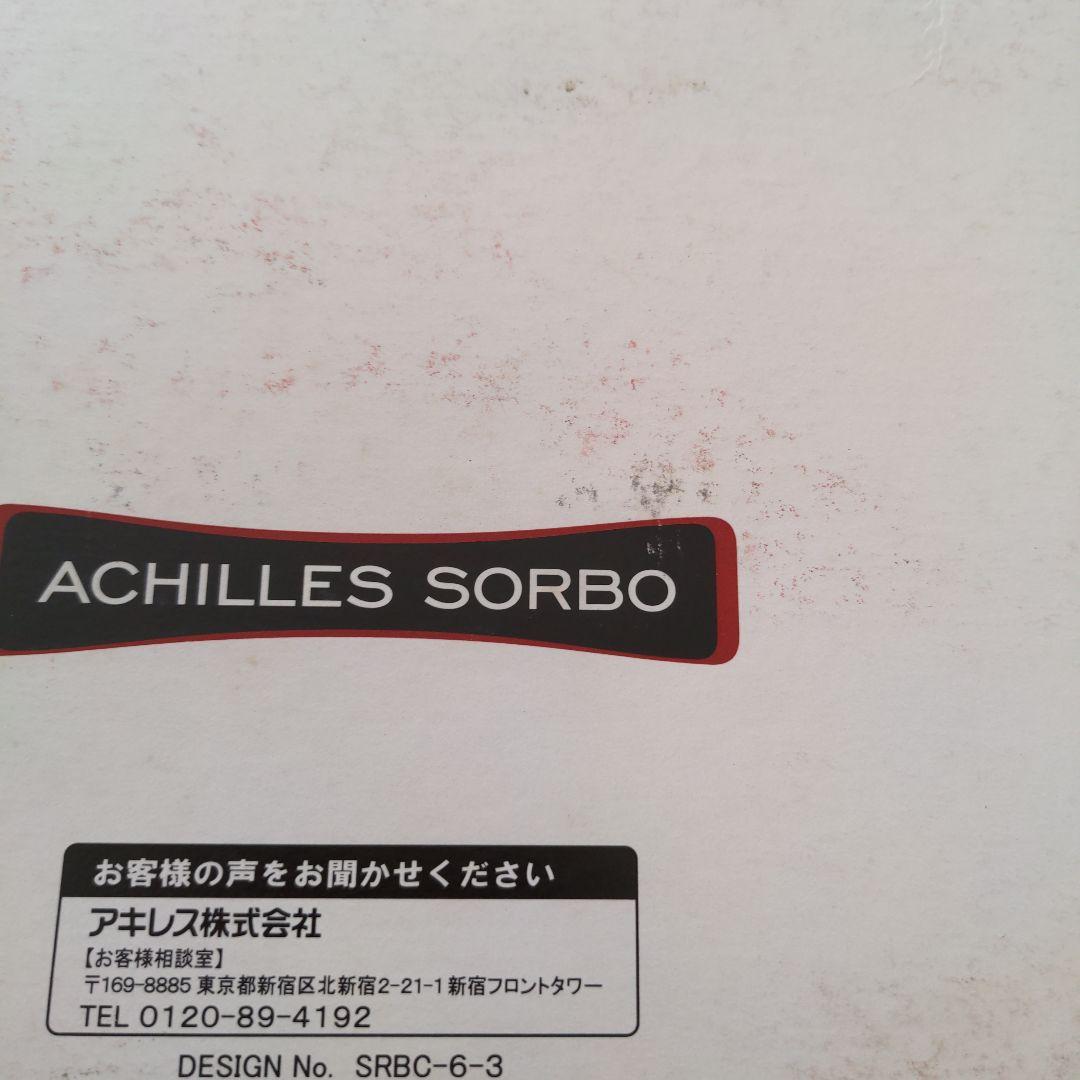 ACHILLES SORBO
お客様の声をお聞かせください
アキレス株式会社
【お客様相談室】
〒169-8885 東京都新宿区北新宿2-21-1 新宿フロントタワー
TEL 0120-89-4192
DESIGN No. SRBC-6-3